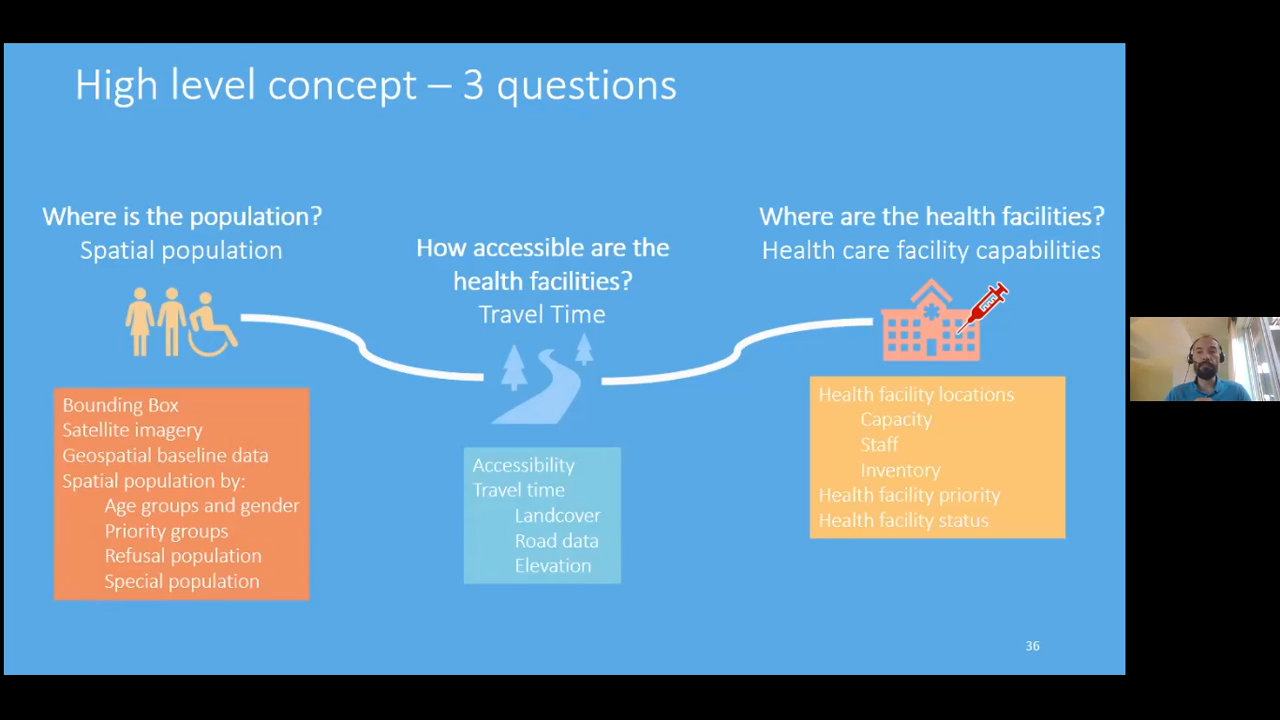 High level concept – 3 questions
Where is the population?
Spatial population
Bounding Box
Satellite imagery
Geospatial baseline data
Spatial population by:
Age groups and gender
Priority groups
Refusal population
Special population
How accessible are the
health facilities?
Travel Time
Accessibility
Travel time
Landcover
Road data
Elevation
Where are the health facilities?
Health care facility capabilities
Health facility locations
Capacity
Staff
Inventory
Health facility priority
Health facility status
36